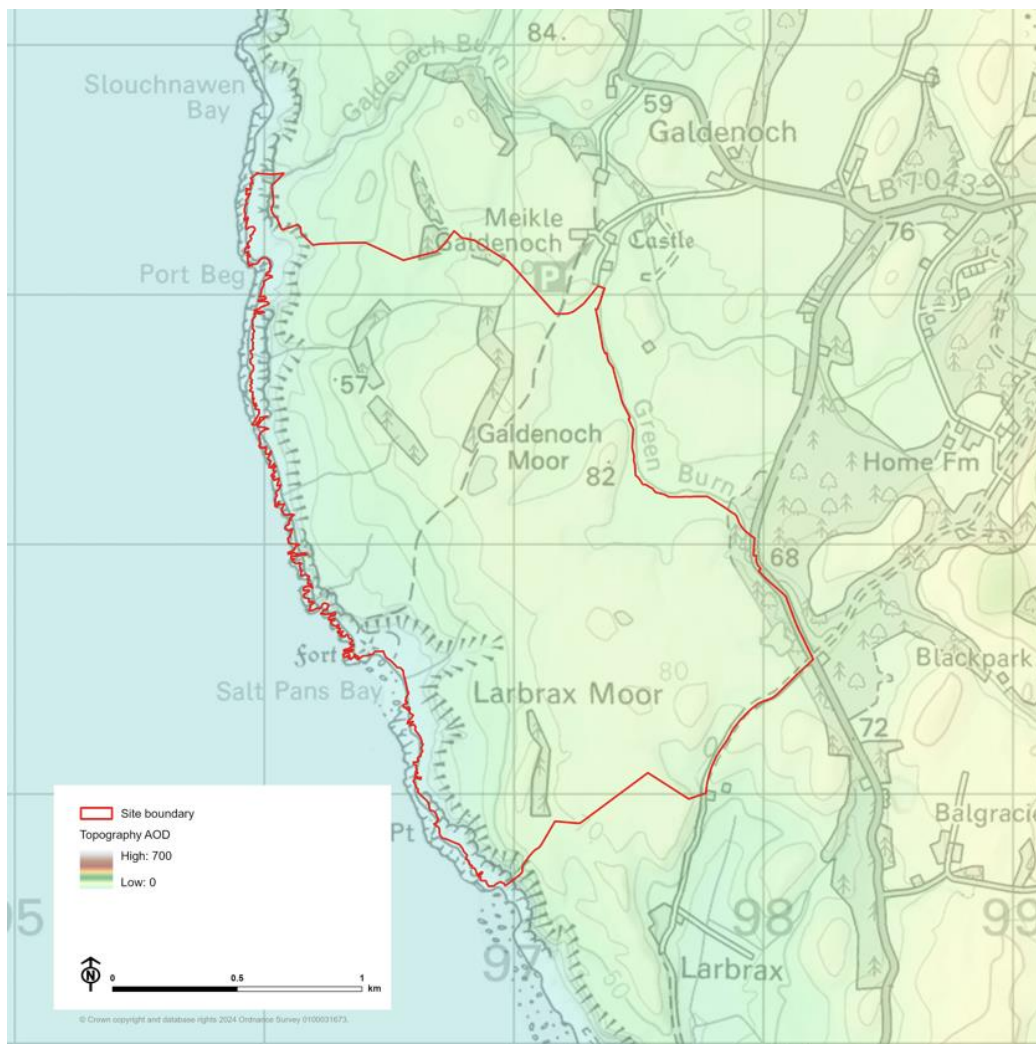 84.
Slouchnawen
Bay
Galdenoch Burn
59
Galdenoch
B 7043
Meikle
Galdenoch
Castle
76
Port Beg
P
57
Galdenoch
Moor
82
Green Burn
Home Fm
68
Fort
Salt Pans Bay
Larbrax Moor
80
Blackpark
72
Pt
Balgracie
95
97
98
99
50
Larbrax
Site boundary
Topography AOD
High: 700
Low: 0
N
0 0.5 1
km
© Crown copyright and database rights 2024 Ordnance Survey 0100031673.